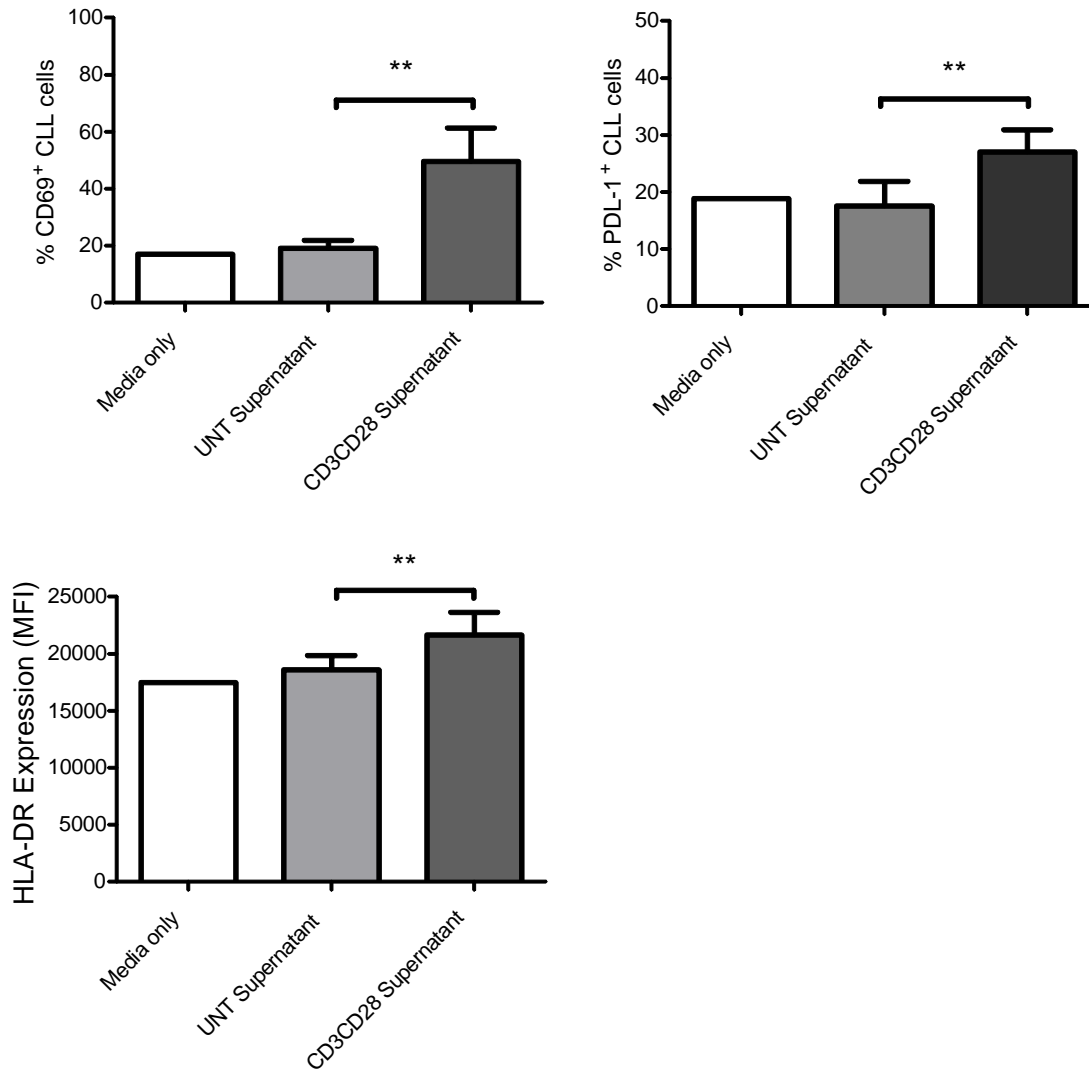 % CD69+ CLL cells
100
80
60
40
20
0
**
Media only
UNT Supernatant
CD3CD28 Supernatant
% PDL-1+ CLL cells
50
40
30
20
10
0
**
Media only
UNT Supernatant
CD3CD28 Supernatant
HLA-DR Expression (MFI)
25000
20000
15000
10000
5000
0
**
Media only
UNT Supernatant
CD3CD28 Supernatant